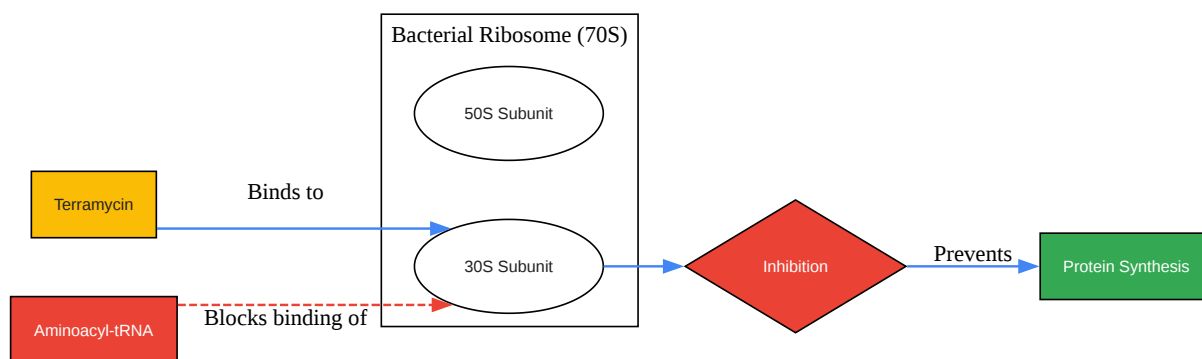 Bacterial Ribosome (70S)
50S Subunit
Terramycin
Binds to
30S Subunit
Inhibition
Prevents
Protein Synthesis
Aminoacyl-tRNA
Blocks binding of